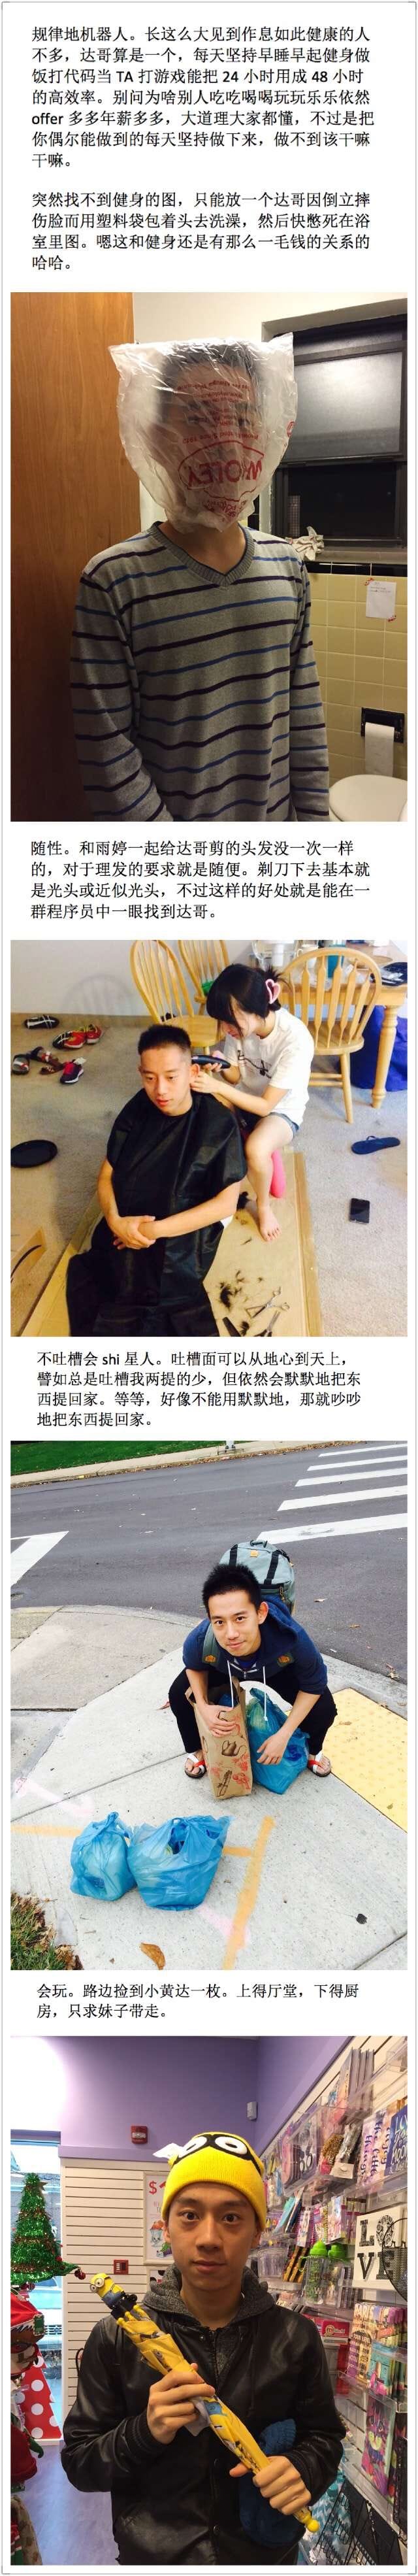 规律地机器人。长这么大见到作息如此健康的人
不多，达哥算是一个，每天坚持早睡早起健身做
饭打代码当 TA 打游戏能把 24 小时用成 48 小时
的高效率。别问为啥别人吃吃喝喝玩玩乐乐依然
offer 多多年薪多多，大道理大家都懂，不过是把
你偶尔能做到的每天坚持做下来，做不到该干嘛
干嘛。
突然找不到健身的图，只能放一个达哥因倒立摔
伤脸而用塑料袋包着头去洗澡，然后快憋死在浴
室里图。嗯这和健身还是有那么一毛钱的关系的
哈哈。
随性。和雨婷一起给达哥剪的头发没一次一样
的，对于理发的要求就是随便。剃刀下去基本就
是光头或近似光头，不过这样的好处就是能在一
群程序员中一眼找到达哥。
不吐槽会 shi 星人。吐槽面可以从地心到天上，
譬如总是吐槽我两提的少，但依然会默默地把东
西提回家。等等，好像不能用默默地，那就吵吵
地把东西提回家。
会玩。路边捡到小黄达一枚。上得厅堂，下得厨
房，只求妹子带走。
LO
VE